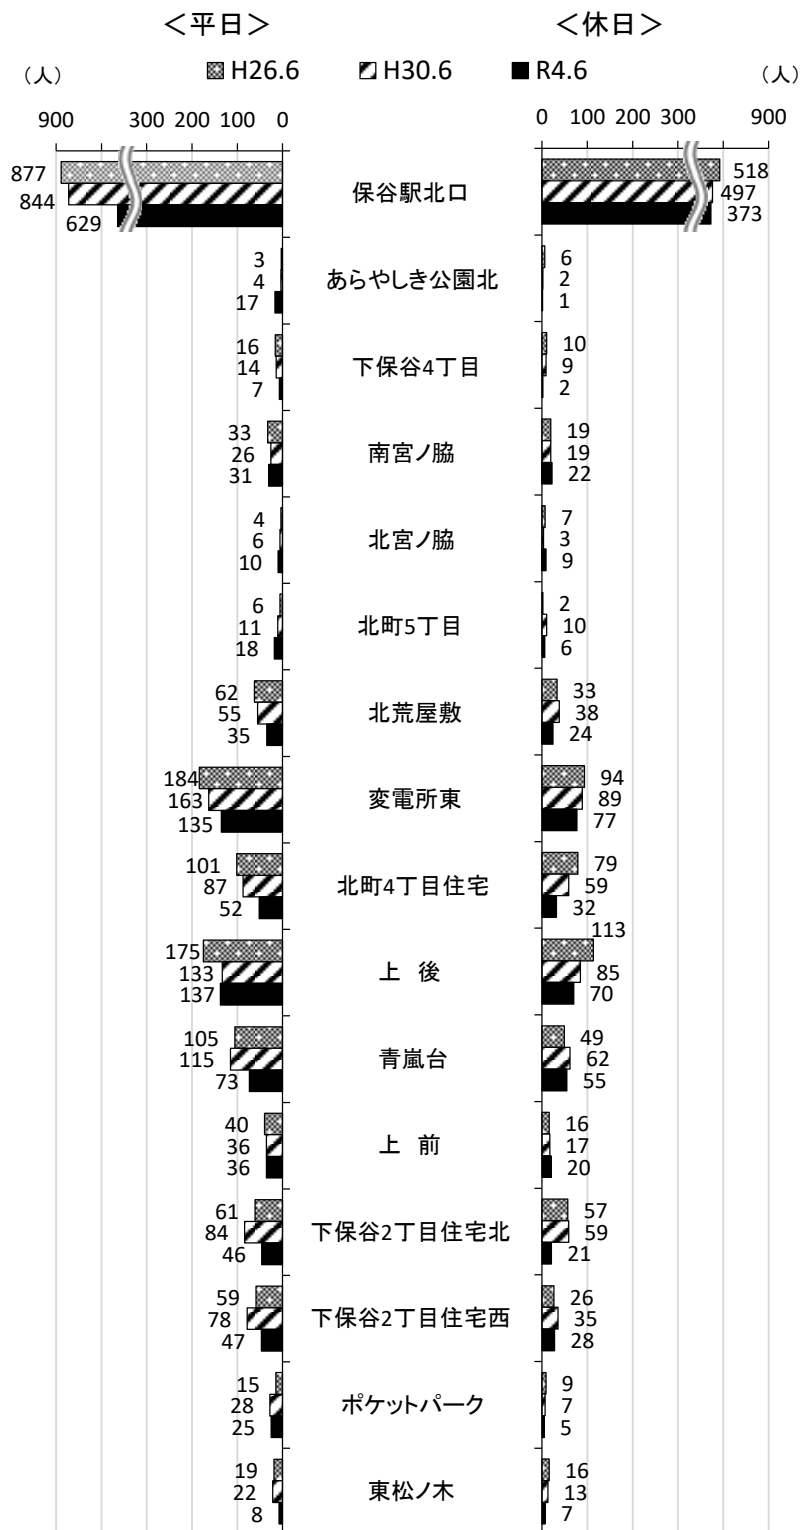 ＜平日＞ ＜休日＞
（人） H26.6 H30.6 R4.6 （人）
900 300 200 100 0 0 100 200 300 900
877 保谷駅北口 518
844 497
629 373
3 6
4 あらやしき公園北 2
17 1
16 10
14 下保谷4丁目 9
7 2
33 19
26 南宮ノ脇 19
31 22
4 7
6 北宮ノ脇 3
10 9
6 2
11 北町5丁目 10
18 6
62 33
55 北荒屋敷 38
35 24
184 94
163 変電所東 89
135 77
101 79
87 北町4丁目住宅 59
52 32
175 113
133 上　後 85
137 70
105 49
115 青嵐台 62
73 55
40 16
36 上　前 17
36 20
61 57
84 下保谷2丁目住宅北 59
46 21
59 26
78 下保谷2丁目住宅西 35
47 28
15 9
28 ポケットパーク 7
25 5
19 16
22 東松ノ木 13
8 7